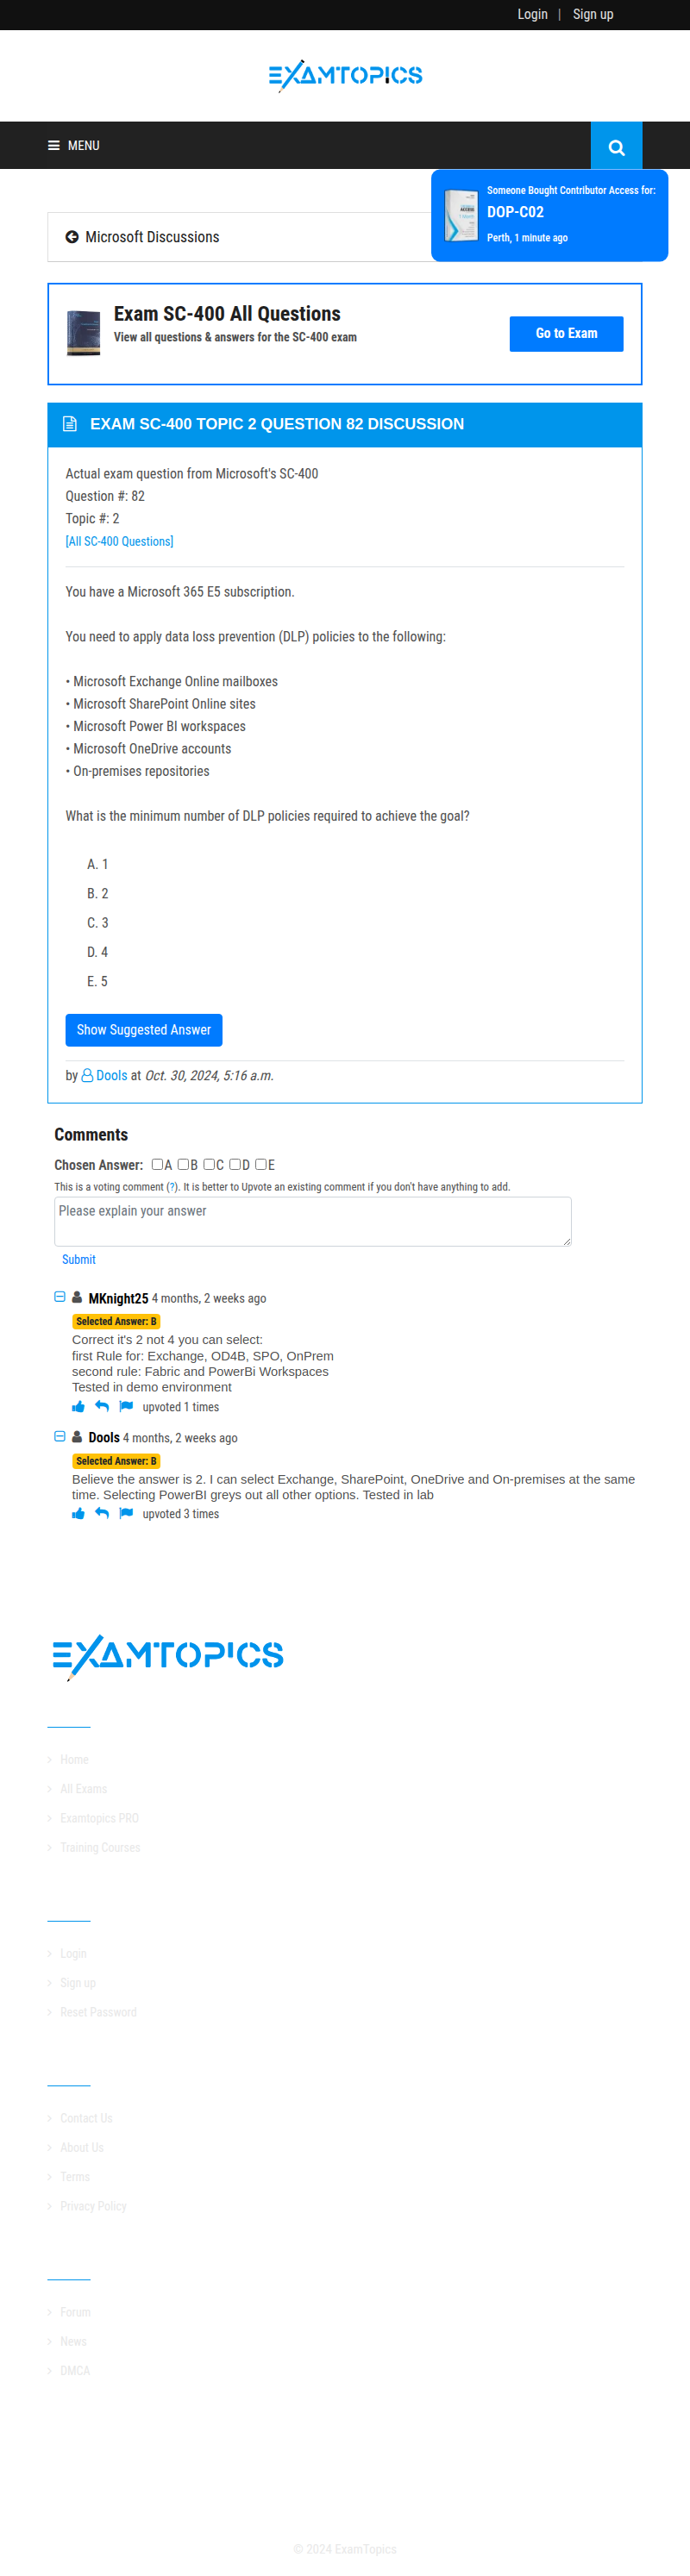 Login | Sign up
EXAMTOPICS
MENU
Someone Bought Contributor Access for:
DOP-C02
Perth, 1 minute ago
Microsoft Discussions
Exam SC-400 All Questions
View all questions & answers for the SC-400 exam
Go to Exam
EXAM SC-400 TOPIC 2 QUESTION 82 DISCUSSION
Actual exam question from Microsoft's SC-400
Question #: 82
Topic #: 2
[All SC-400 Questions]
You have a Microsoft 365 E5 subscription.
You need to apply data loss prevention (DLP) policies to the following:
• Microsoft Exchange Online mailboxes
• Microsoft SharePoint Online sites
• Microsoft Power BI workspaces
• Microsoft OneDrive accounts
• On-premises repositories
What is the minimum number of DLP policies required to achieve the goal?
A. 1
B. 2
C. 3
D. 4
E. 5
Show Suggested Answer
by Dools at Oct. 30, 2024, 5:16 a.m.
Comments
Chosen Answer: A B C D E
This is a voting comment (?). It is better to Upvote an existing comment if you don't have anything to add.
Please explain your answer
Submit
MKnight25 4 months, 2 weeks ago
Selected Answer: B
Correct it's 2 not 4 you can select:
first Rule for: Exchange, OD4B, SPO, OnPrem
second rule: Fabric and PowerBi Workspaces
Tested in demo environment
upvoted 1 times
Dools 4 months, 2 weeks ago
Selected Answer: B
Believe the answer is 2. I can select Exchange, SharePoint, OneDrive and On-premises at the same
time. Selecting PowerBI greys out all other options. Tested in lab
upvoted 3 times
EXAMTOPICS
Home
All Exams
Examtopics PRO
Training Courses
Login
Sign up
Reset Password
Contact Us
About Us
Terms
Privacy Policy
Forum
News
DMCA
© 2024 ExamTopics